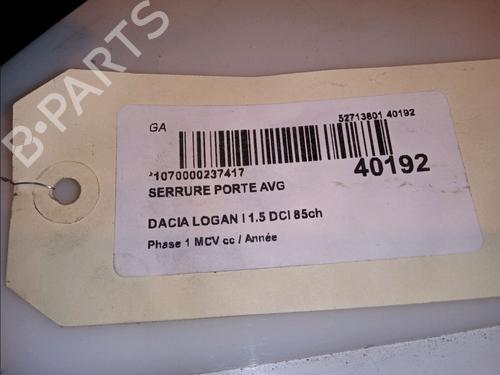 B-PARTS
GA
52713801 40192
1070000237417
40192
SERRURE PORTE AVG
DACIA LOGAN I 1.5 DCI 85ch
Phase 1 MCV cc / Année